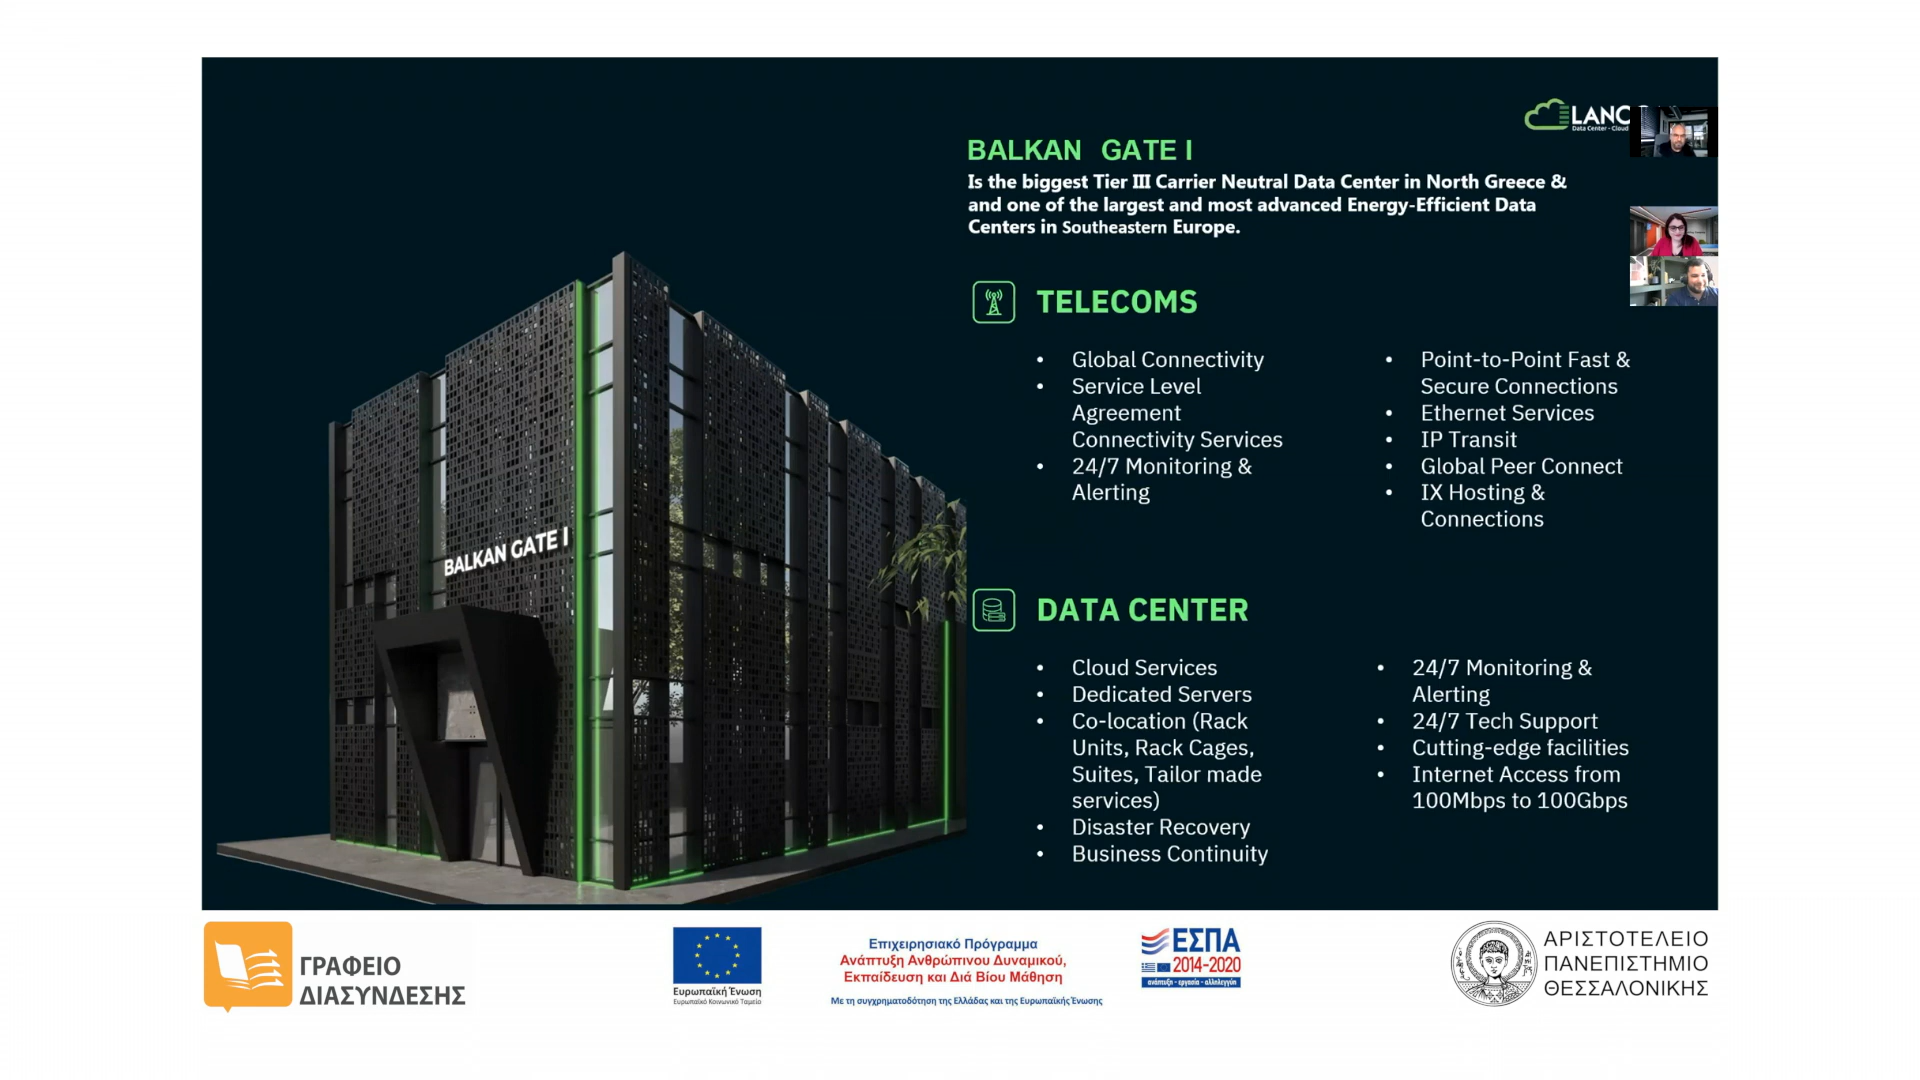 LANC
Data Center - Cloud
BALKAN GATE I
Is the biggest Tier III Carrier Neutral Data Center in North Greece &
and one of the largest and most advanced Energy-Efficient Data
Centers in Southeastern Europe.
TELECOMS
• Global Connectivity
• Service Level
Agreement
Connectivity Services
• 24/7 Monitoring &
Alerting
• Point-to-Point Fast &
Secure Connections
• Ethernet Services
• IP Transit
• Global Peer Connect
• IX Hosting &
Connections
BALKAN GATE I
DATA CENTER
• Cloud Services
• Dedicated Servers
• Co-location (Rack
Units, Rack Cages,
Suites, Tailor made
services)
• Disaster Recovery
• Business Continuity
• 24/7 Monitoring &
Alerting
• 24/7 Tech Support
• Cutting-edge facilities
• Internet Access from
100Mbps to 100Gbps
ΓΡΑΦΕΙΟ
ΔΙΑΣΥΝΔΕΣΗΣ
Ευρωπαϊκή Ένωση
Ευρωπαϊκό Κοινωνικό Ταμείο
Επιχειρησιακό Πρόγραμμα
Ανάπτυξη Ανθρώπινου Δυναμικού,
Εκπαίδευση και Διά Βίου Μάθηση
Με τη συγχρηματοδότηση της Ελλάδας και της Ευρωπαϊκής Ένωσης
ΕΣΠΑ
2014-2020
ανάπτυξη - εργασία - αλληλεγγύη
ΑΡΙΣΤΟΤΕΛΕΙΟ
ΠΑΝΕΠΙΣΤΗΜΙΟ
ΘΕΣΣΑΛΟΝΙΚΗΣ